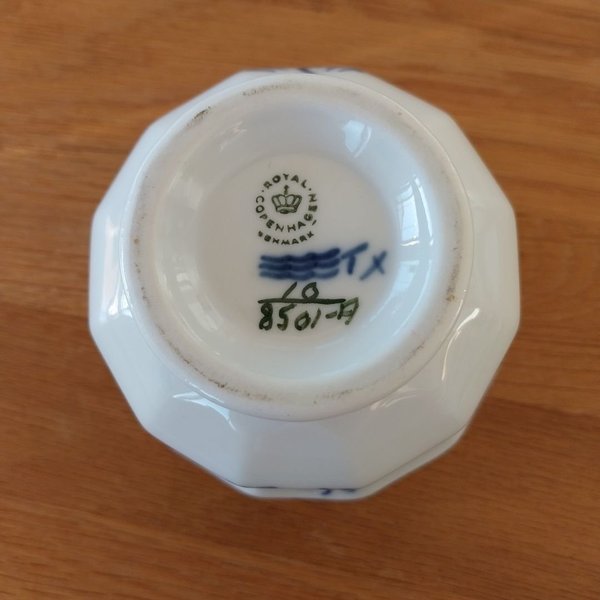 ROYAL
COPENHAGEN
DENMARK
TX
10
8501-A